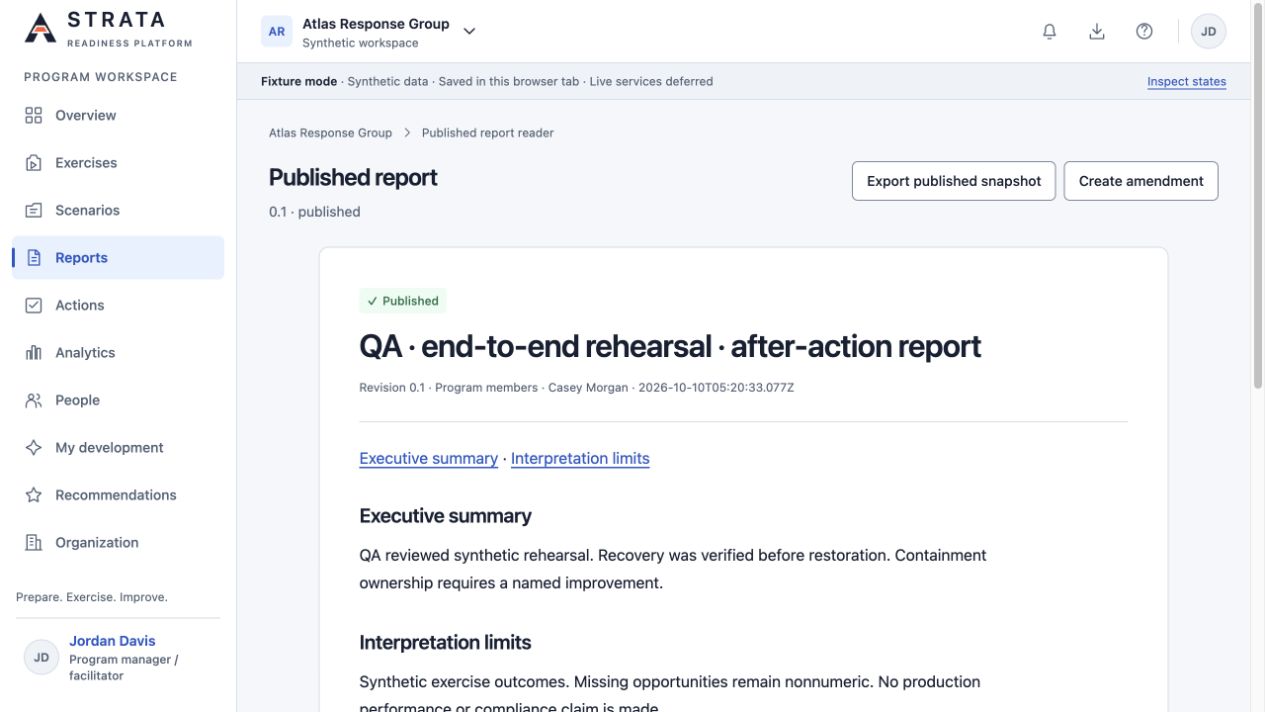 STRATA
READINESS PLATFORM
PROGRAM WORKSPACE
Overview
Exercises
Scenarios
Reports
Actions
Analytics
People
My development
Recommendations
Organization
Prepare. Exercise. Improve.
JD
Jordan Davis
Program manager /
facilitator
AR
Atlas Response Group
Synthetic workspace
JD
Fixture mode · Synthetic data · Saved in this browser tab · Live services deferred
Inspect states
Atlas Response Group > Published report reader
Published report
0.1 · published
Export published snapshot
Create amendment
✓ Published
QA · end-to-end rehearsal · after-action report
Revision 0.1 · Program members · Casey Morgan · 2026-10-10T05:20:33.077Z
Executive summary · Interpretation limits
Executive summary
QA reviewed synthetic rehearsal. Recovery was verified before restoration. Containment
ownership requires a named improvement.
Interpretation limits
Synthetic exercise outcomes. Missing opportunities remain nonnumeric. No production
performance or compliance claim is made.